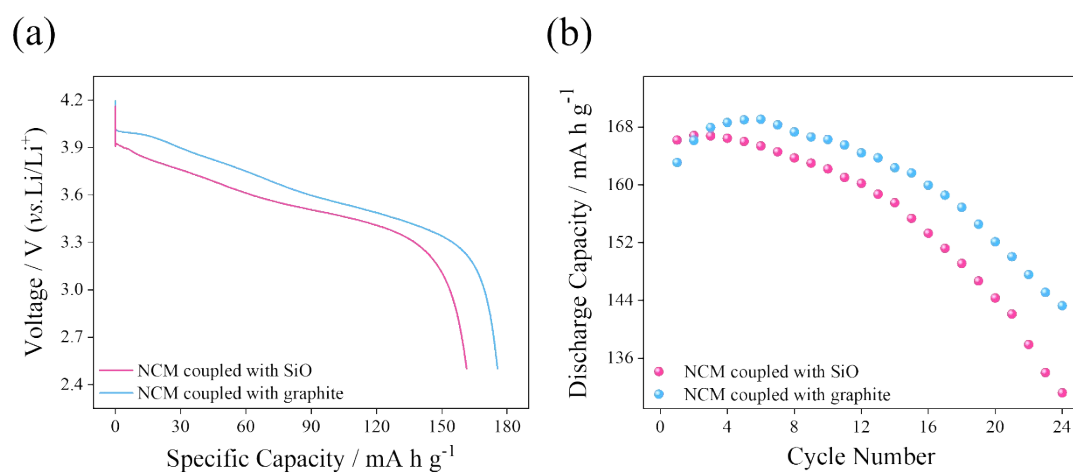 (a)
4.2
3.9
3.6
3.3
3.0
2.7
2.4
Voltage / V (vs.Li/Li⁺)
NCM coupled with SiO
NCM coupled with graphite
0 30 60 90 120 150 180
Specific Capacity / mA h g⁻¹
(b)
168
160
152
144
136
Discharge Capacity / mA h g⁻¹
NCM coupled with SiO
NCM coupled with graphite
0 4 8 12 16 20 24
Cycle Number